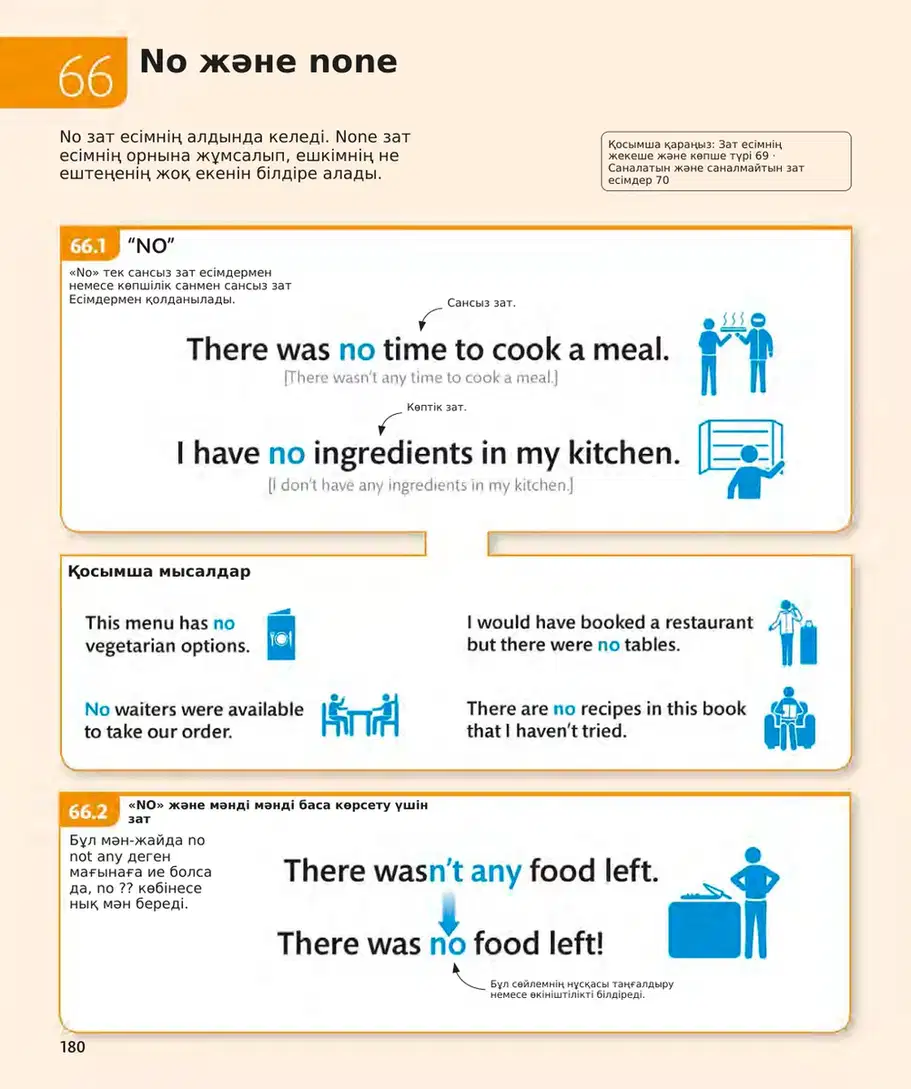 66
No және none
No зат есімнің алдында келеді. None зат
есімнің орнына жұмсалып, ешкімнің не
ештеңенің жоқ екенін білдіре алады.
Қосымша қараңыз: Зат есімнің
жекеше және көпше түрі 69 ·
Саналатын және саналмайтын зат
есімдер 70
66.1 “NO”
«No» тек сансыз зат есімдермен
немесе көпшілік санмен сансыз зат
Есімдермен қолданылады.
Сансыз зат.
There was no time to cook a meal.
[There wasn't any time to cook a meal.]
Көптік зат.
I have no ingredients in my kitchen.
[I don't have any ingredients in my kitchen.]
Қосымша мысалдар
This menu has no
vegetarian options.
I would have booked a restaurant
but there were no tables.
No waiters were available
to take our order.
There are no recipes in this book
that I haven't tried.
66.2 «NO» және мәнді мәнді баса көрсету үшін
зат
Бұл мән-жайда no
not any деген
мағынаға ие болса
да, no ?? көбінесе
нық мән береді.
There wasn't any food left.
There was no food left!
Бұл сөйлемнің нұсқасы таңғалдыру
немесе өкініштілікті білдіреді.
180